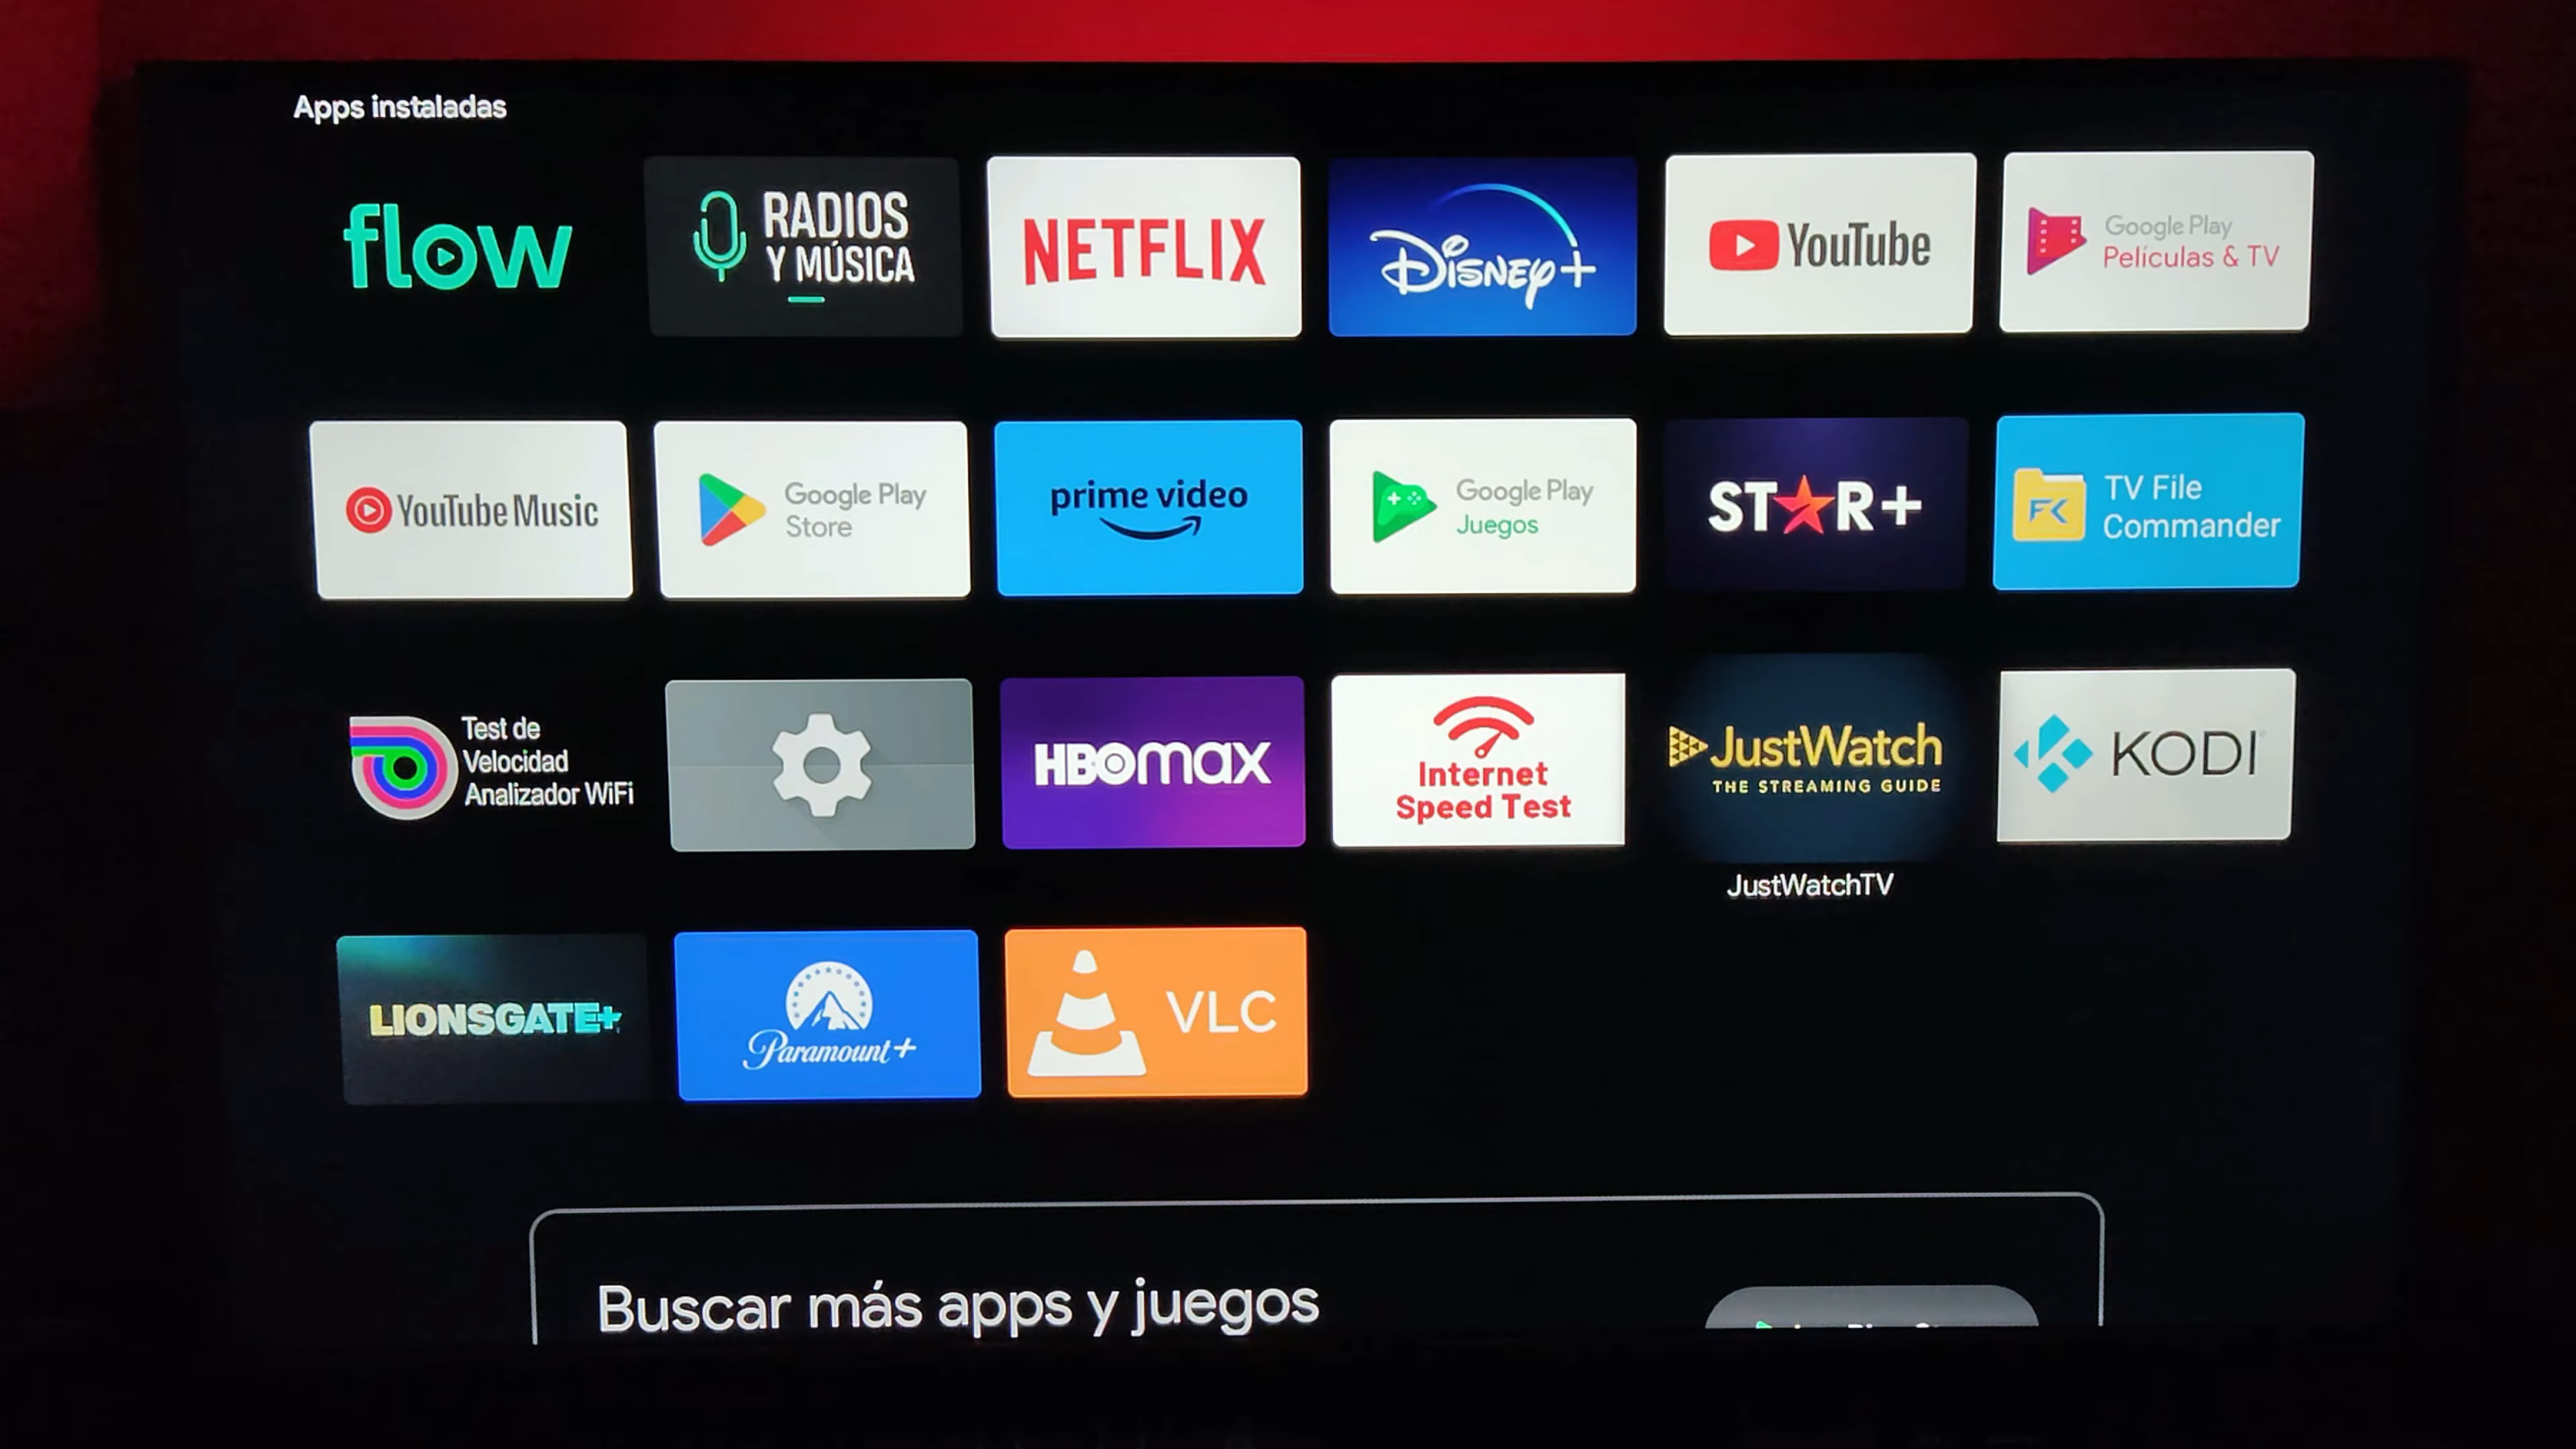 Apps instaladas
flow
RADIOS
Y MÚSICA
NETFLIX
Disney+
YouTube
Google Play
Películas & TV
YouTube Music
Google Play
Store
prime video
Google Play
Juegos
STAR+
TV File
Commander
Test de
Velocidad
Analizador WiFi
HBOmax
Internet
Speed Test
JustWatch
THE STREAMING GUIDE
JustWatchTV
KODI
LIONSGATE+
Paramount+
VLC
Buscar más apps y juegos